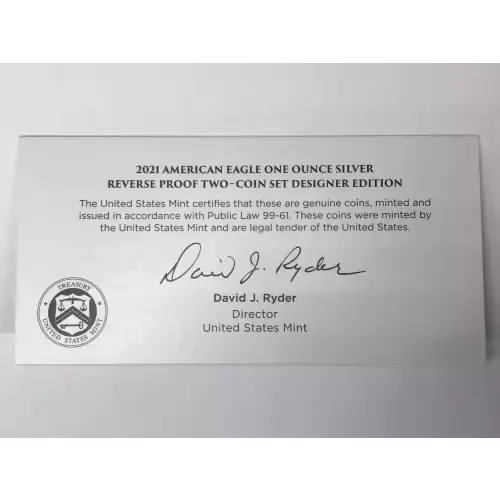 2021 AMERICAN EAGLE ONE OUNCE SILVER
REVERSE PROOF TWO-COIN SET DESIGNER EDITION
The United States Mint certifies that these are genuine coins, minted and
issued in accordance with Public Law 99-61. These coins were minted by
the United States Mint and are legal tender of the United States.
David J. Ryder
David J. Ryder
Director
United States Mint
TREASURY
UNITED STATES MINT